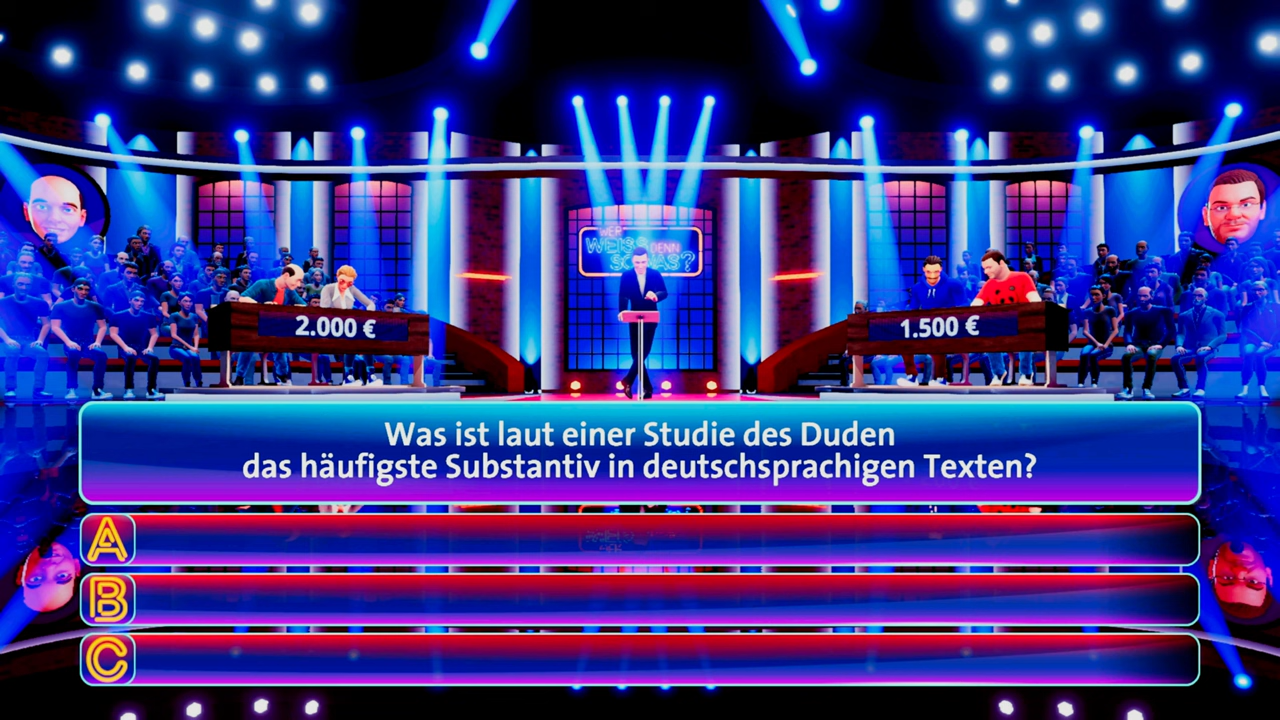 WER
WEISS DENN
SOWAS?
2.000 €
1.500 €
Was ist laut einer Studie des Duden
das häufigste Substantiv in deutschsprachigen Texten?
A
B
C